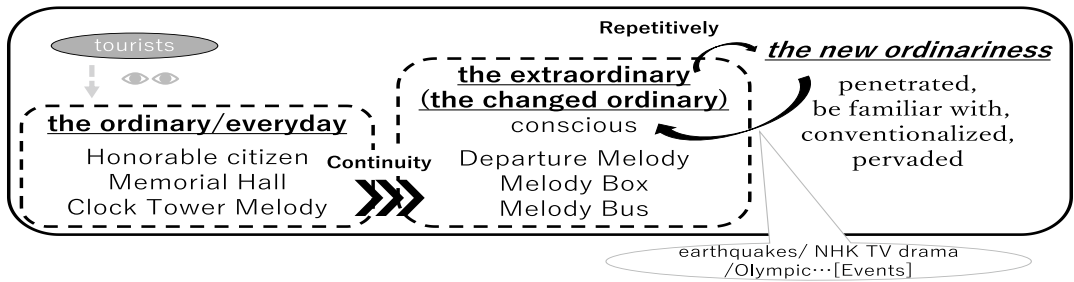 tourists
the ordinary/everyday
Honorable citizen
Memorial Hall
Clock Tower Melody
Continuity
the extraordinary
(the changed ordinary)
conscious
Departure Melody
Melody Box
Melody Bus
Repetitively
the new ordinariness
penetrated,
be familiar with,
conventionalized,
pervaded
earthquakes/ NHK TV drama
/Olympic⋯[Events]